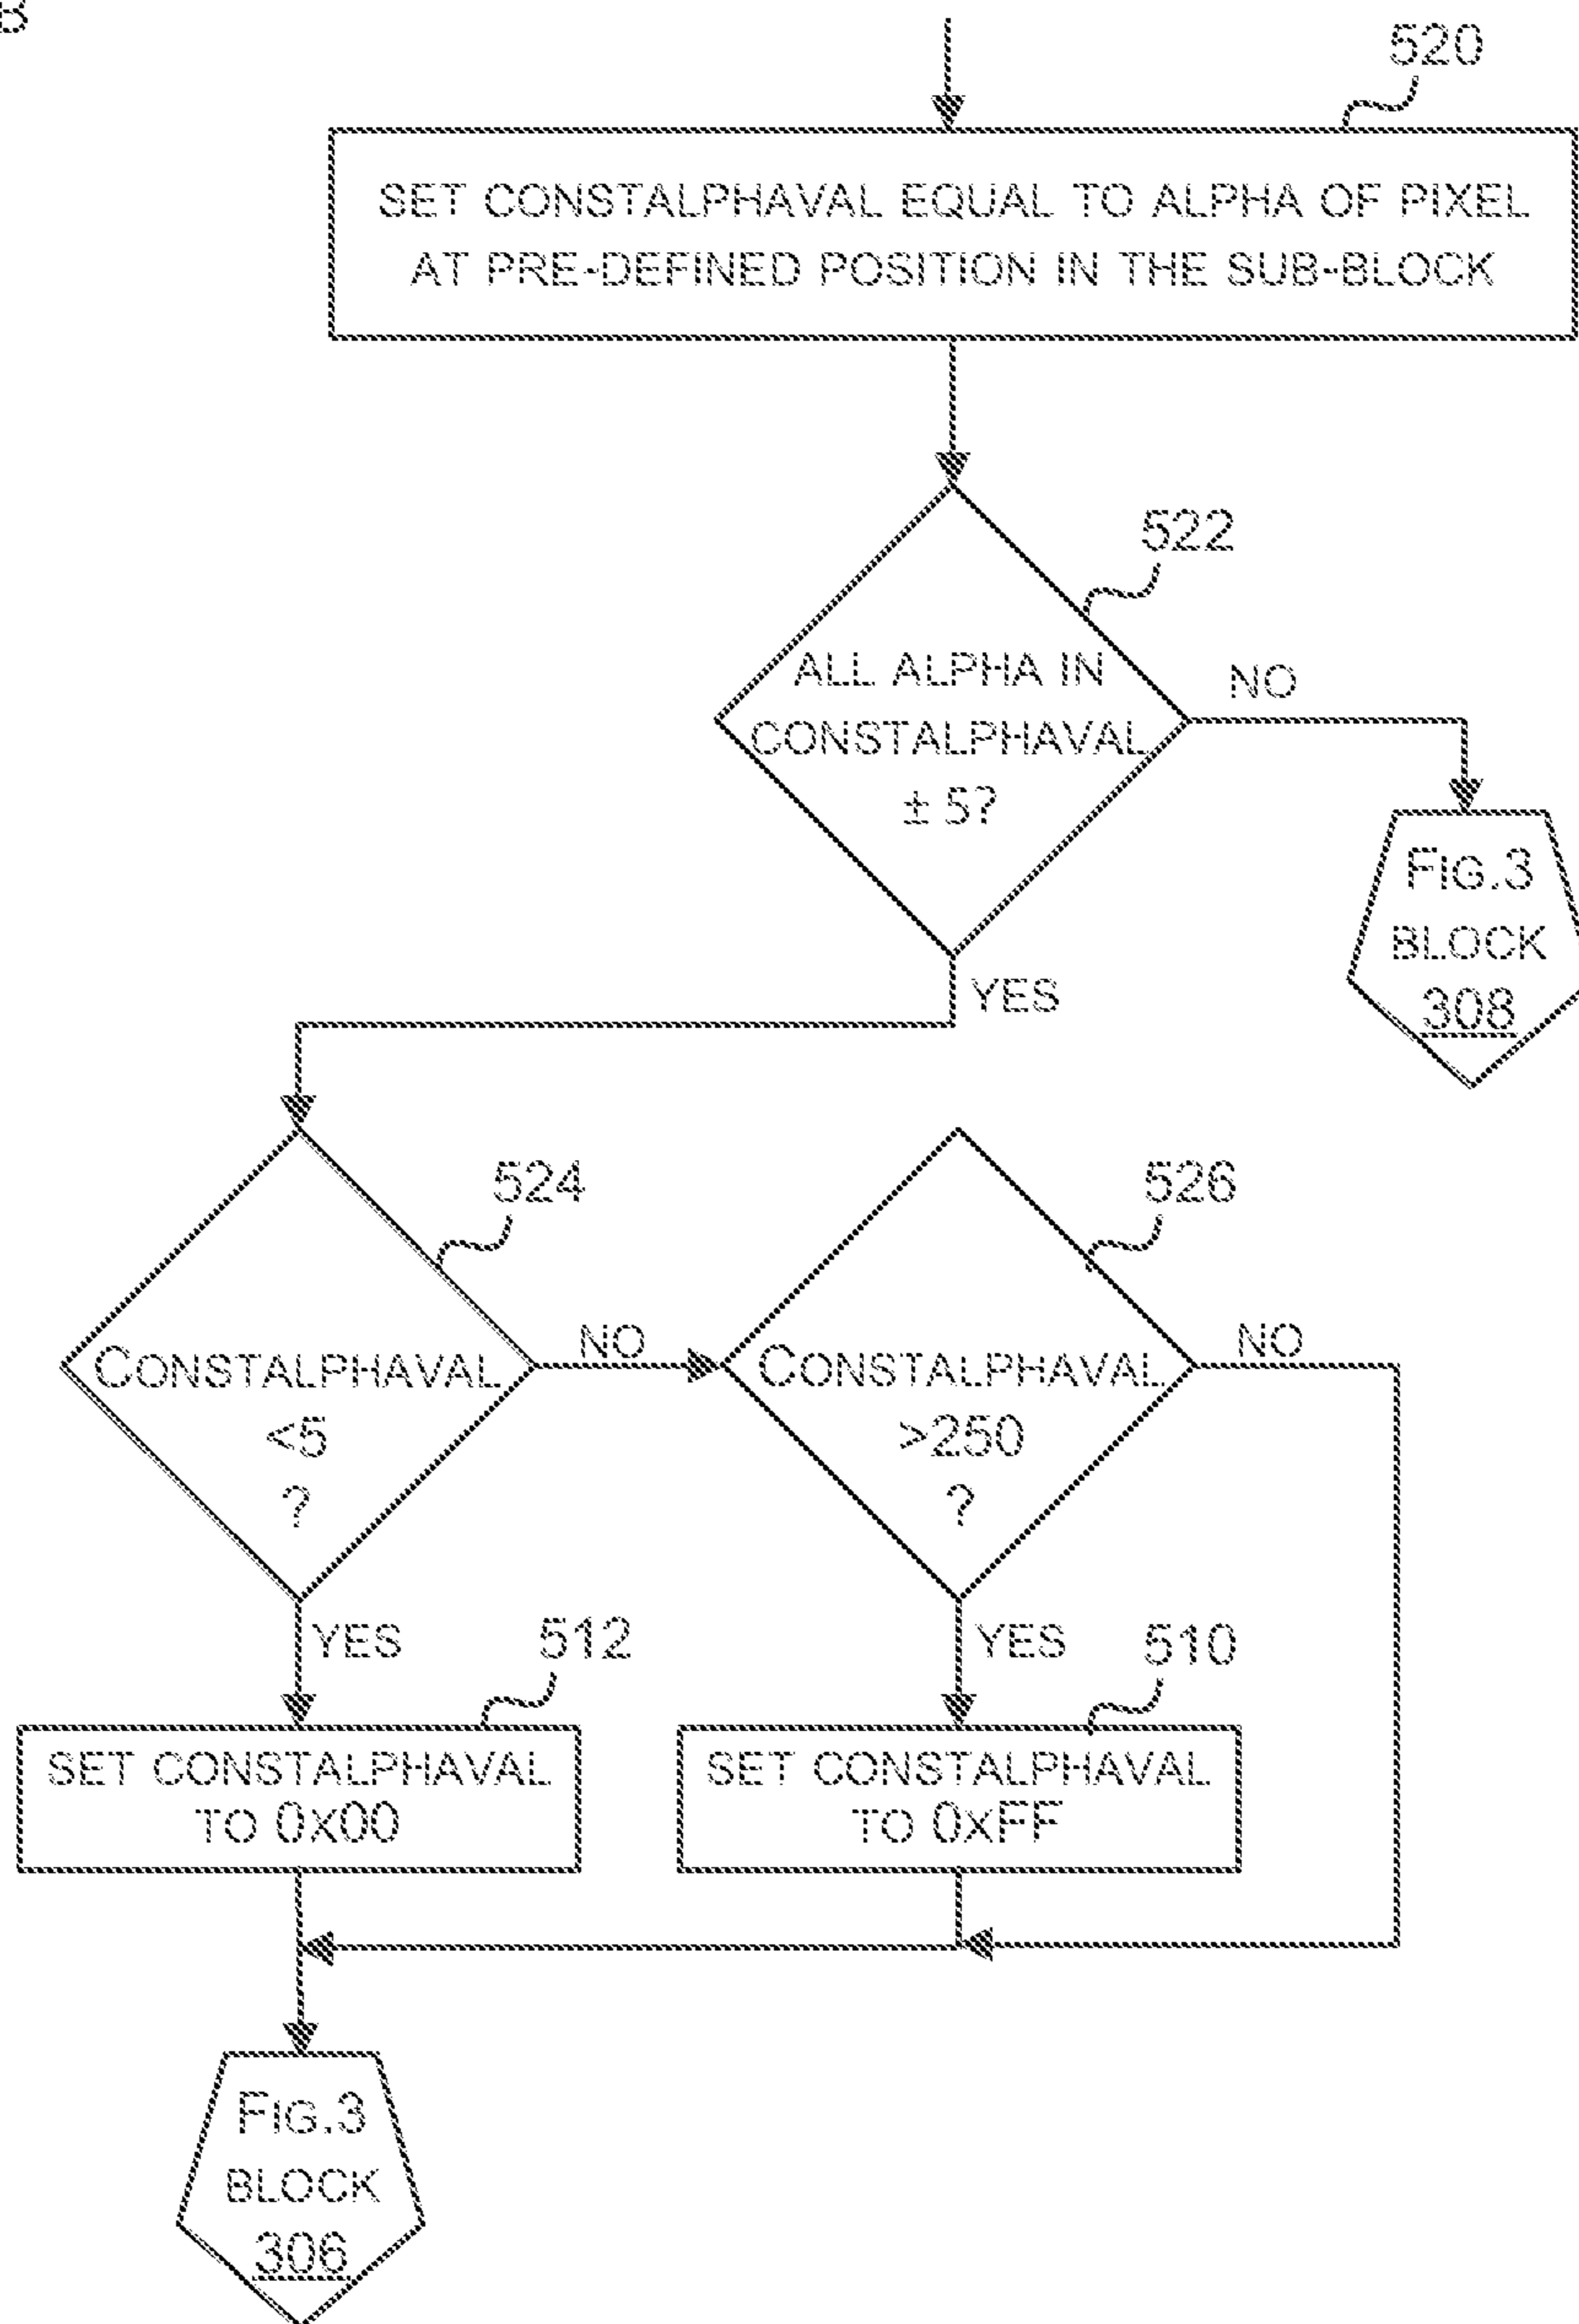 B
520
SET CONSTALPHAVAL EQUAL TO ALPHA OF PIXEL
AT PRE-DEFINED POSITION IN THE SUB-BLOCK
522
ALL ALPHA IN
CONSTALPHAVAL
± 5?
NO
FIG.3
BLOCK
308
YES
524
CONSTALPHAVAL
<5
?
NO
526
CONSTALPHAVAL
>250
?
NO
YES
512
SET CONSTALPHAVAL
TO 0X00
YES
510
SET CONSTALPHAVAL
TO 0XFF
FIG.3
BLOCK
306